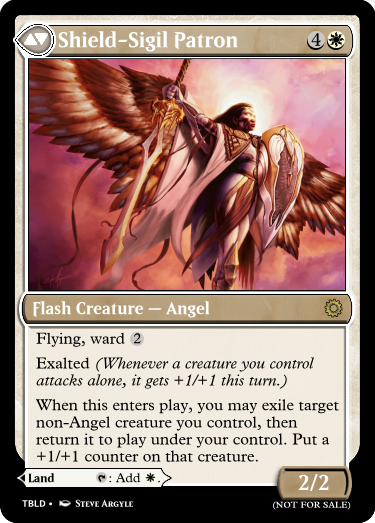 Shield-Sigil Patron 4
Flash Creature — Angel
Flying, ward 2
Exalted (Whenever a creature you control
attacks alone, it gets +1/+1 this turn.)
When this enters play, you may exile target
non-Angel creature you control, then
return it to play under your control. Put a
+1/+1 counter on that creature.
Land : Add .
2/2
TBLD • STEVE ARGYLE
(NOT FOR SALE)